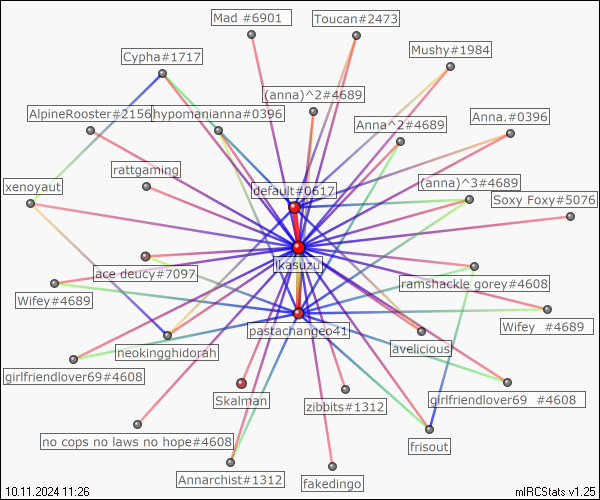 Mad #6901
Toucan#2473
Mushy#1984
Cypha#1717
(anna)^2#4689
AlpineRooster#2156
hypomanianna#0396
Anna^2#4689
Anna.#0396
rattgaming
xenoyaut
default#0617
(anna)^3#4689
Soxy Foxy#5076
ikasuzu
ace deucy#7097
ramshackle gorey#4608
Wifey#4689
Wifey #4689
pastachangeo41
neokingghidorah
avelicious
girlfriendlover69#4608
Skalman
zibbits#1312
girlfriendlover69 #4608
no cops no laws no hope#4608
frisout
Annarchist#1312
fakedingo
10.11.2024 11:26
mIRCStats v1.25